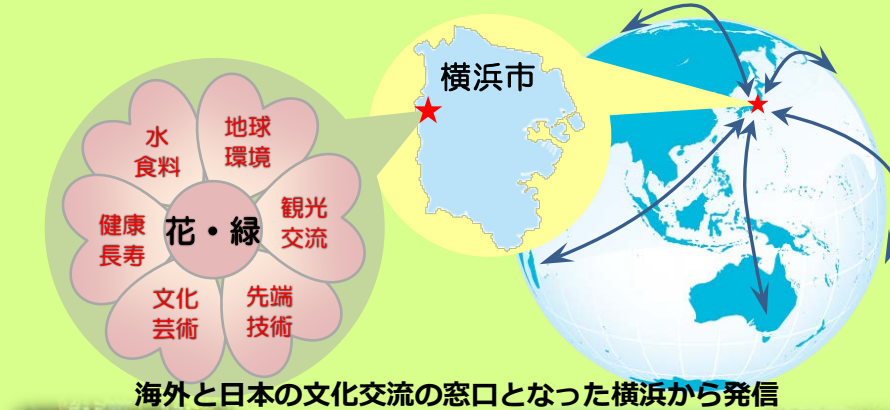 横浜市
水
食料
地球
環境
健康
長寿
花・緑
観光
交流
文化
芸術
先端
技術
海外と日本の文化交流の窓口となった横浜から発信